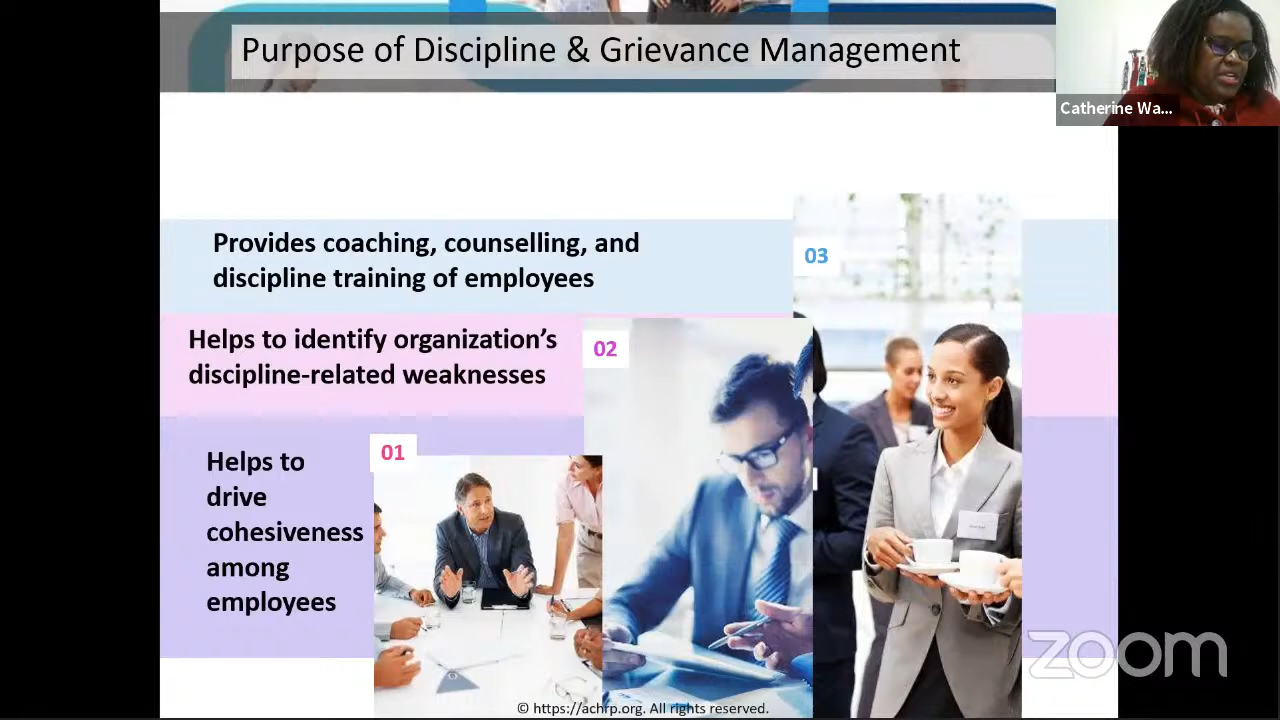 Purpose of Discipline & Grievance Management
Catherine Wa...
Provides coaching, counselling, and
discipline training of employees
03
Helps to identify organization's
discipline-related weaknesses
02
01
Helps to
drive
cohesiveness
among
employees
zoom
© https://achrp.org. All rights reserved.